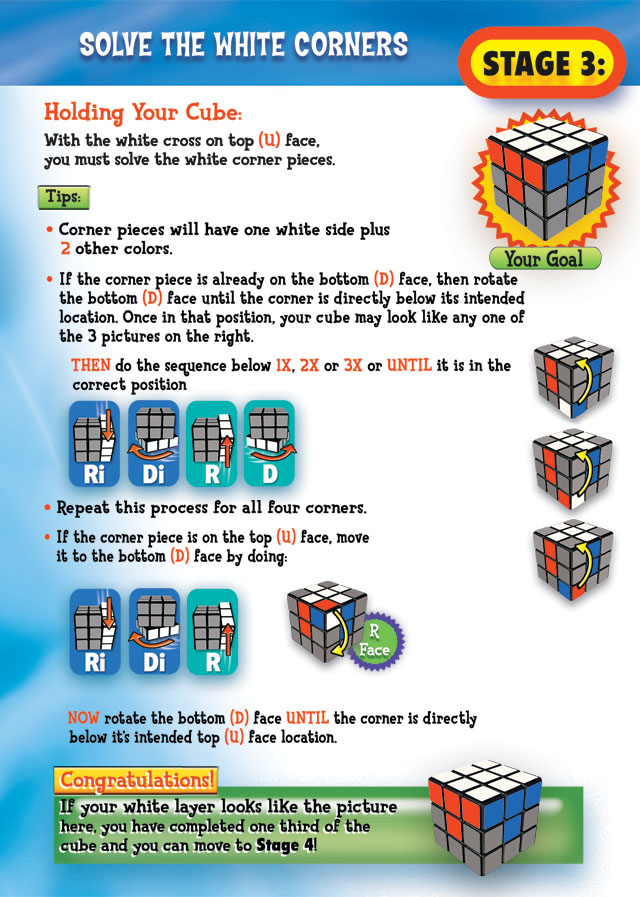 SOLVE THE WHITE CORNERS
STAGE 3:
Holding Your Cube:
With the white cross on top (U) face,
you must solve the white corner pieces.
Your Goal
Tips:
• Corner pieces will have one white side plus
2 other colors.
• If the corner piece is already on the bottom (D) face, then rotate
the bottom (D) face until the corner is directly below its intended
location. Once in that position, your cube may look like any one of
the 3 pictures on the right.
THEN do the sequence below 1X, 2X or 3X or UNTIL it is in the
correct position
Ri Di R D
• Repeat this process for all four corners.
• If the corner piece is on the top (U) face, move
it to the bottom (D) face by doing:
Ri Di R
R
Face
NOW rotate the bottom (D) face UNTIL the corner is directly
below it's intended top (U) face location.
Congratulations!
If your white layer looks like the picture
here, you have completed one third of the
cube and you can move to Stage 4!